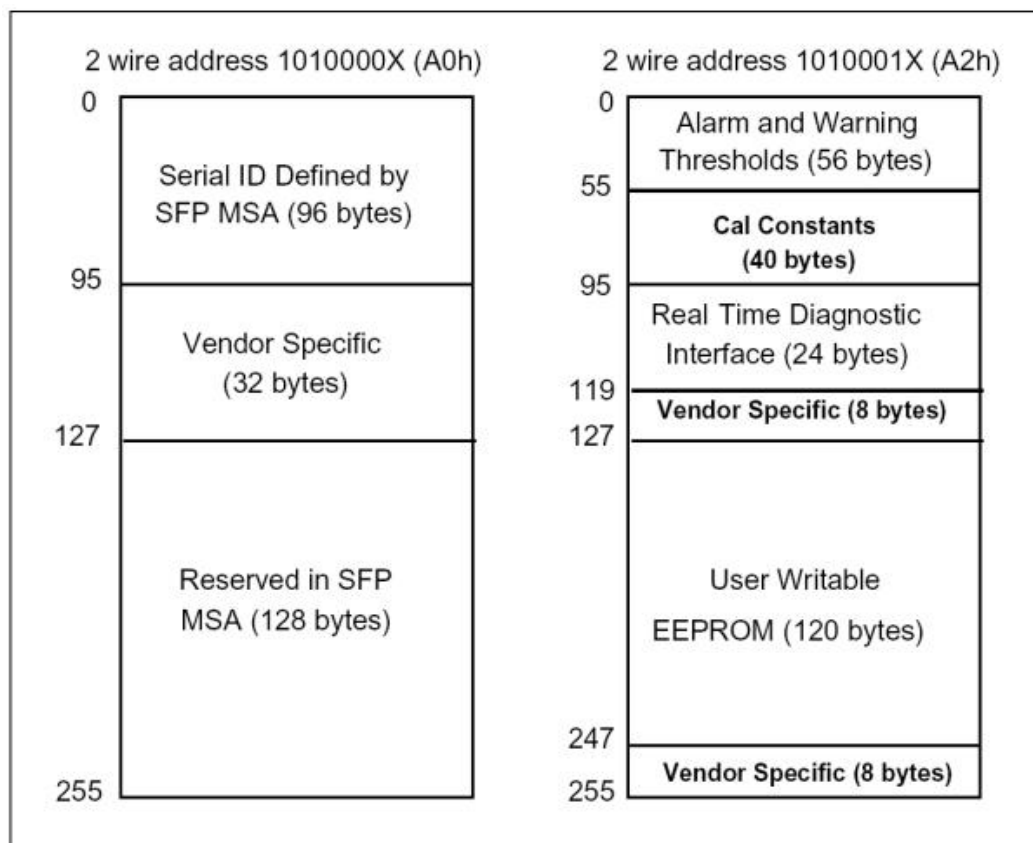 2 wire address 1010000X (A0h)
0
Serial ID Defined by
SFP MSA (96 bytes)
95
Vendor Specific
(32 bytes)
127
Reserved in SFP
MSA (128 bytes)
255
2 wire address 1010001X (A2h)
0
Alarm and Warning
Thresholds (56 bytes)
55
Cal Constants
(40 bytes)
95
Real Time Diagnostic
Interface (24 bytes)
119
Vendor Specific (8 bytes)
127
User Writable
EEPROM (120 bytes)
247
Vendor Specific (8 bytes)
255